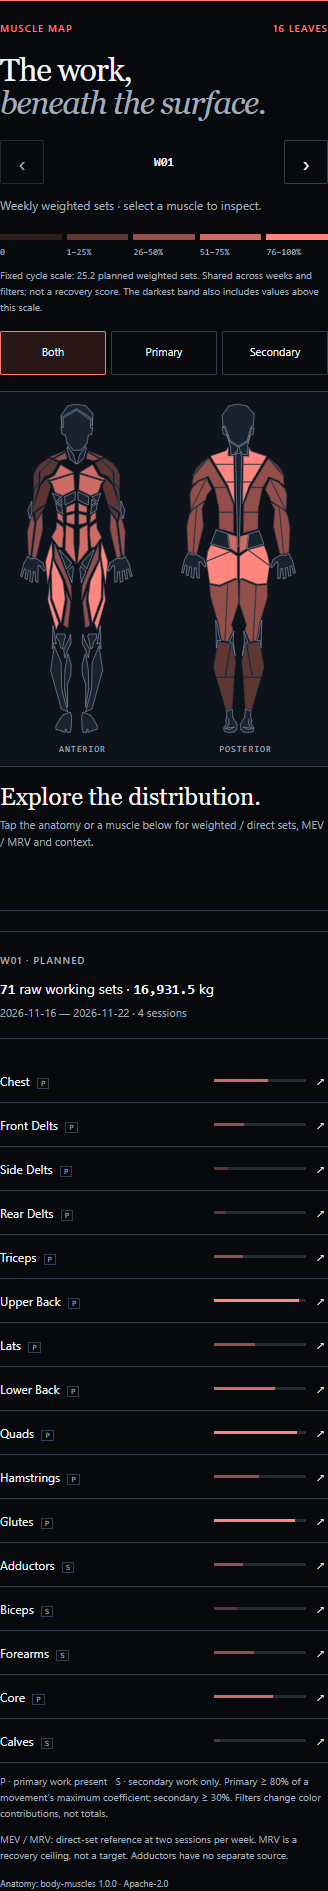 MUSCLE MAP
16 LEAVES
The work,
beneath the surface.
‹
W01
›
Weekly weighted sets · select a muscle to inspect.
0
1–25%
26–50%
51–75%
76–100%
Fixed cycle scale: 25.2 planned weighted sets. Shared across weeks and
filters; not a recovery score. The darkest band also includes values above
this scale.
Both
Primary
Secondary
ANTERIOR
POSTERIOR
Explore the distribution.
Tap the anatomy or a muscle below for weighted / direct sets, MEV
/ MRV and context.
W01 · PLANNED
71 raw working sets · 16,931.5 kg
2026-11-16 — 2026-11-22 · 4 sessions
Chest P ↗
Front Delts P ↗
Side Delts P ↗
Rear Delts P ↗
Triceps P ↗
Upper Back P ↗
Lats P ↗
Lower Back P ↗
Quads P ↗
Hamstrings P ↗
Glutes P ↗
Adductors S ↗
Biceps S ↗
Forearms S ↗
Core P ↗
Calves S ↗
P · primary work present S · secondary work only. Primary ≥ 80% of a
movement's maximum coefficient; secondary ≥ 30%. Filters change color
contributions, not totals.
MEV / MRV: direct-set reference at two sessions per week. MRV is a
recovery ceiling, not a target. Adductors have no separate source.
Anatomy: body-muscles 1.0.0 · Apache-2.0